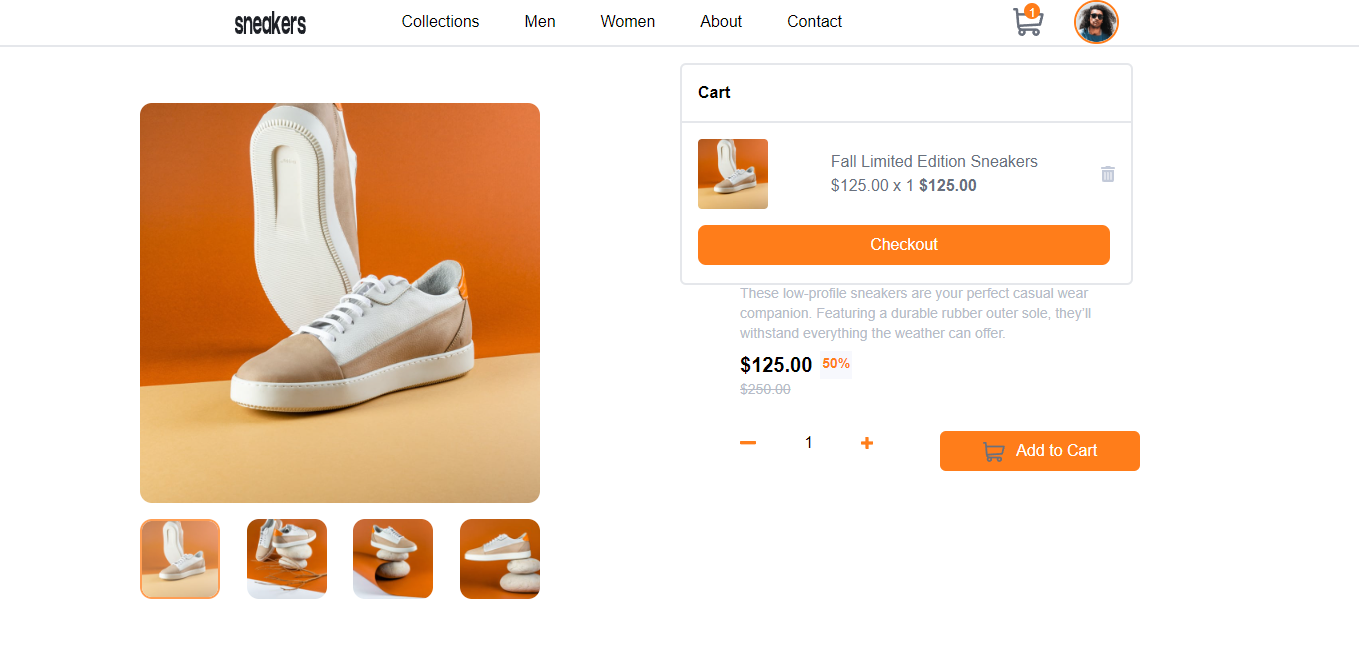 sneakers
Collections
Men
Women
About
Contact
1
Cart
Fall Limited Edition Sneakers
$125.00 x 1 $125.00
Checkout
These low-profile sneakers are your perfect casual wear
companion. Featuring a durable rubber outer sole, they'll
withstand everything the weather can offer.
$125.00 50%
$250.00
1
Add to Cart